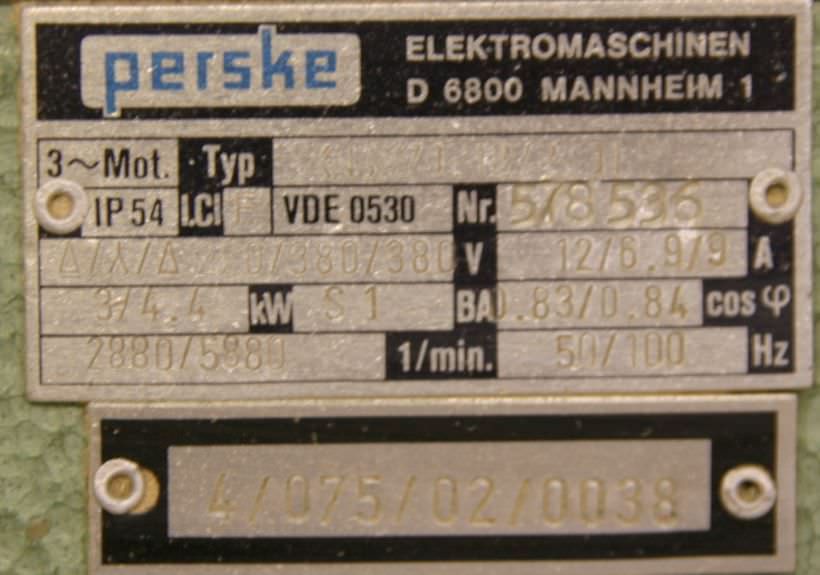 perske ELEKTROMASCHINEN
D 6800 MANNHEIM 1
3~Mot. Typ
IP 54 I.Cl F VDE 0530 Nr. 578536
Δ/⅄/Δ /380/380 V 12/6.9/9 A
3/4.4 kW S 1 BA 0.83/0.84 cos φ
2880/5880 1/min. 50/100 Hz
4/075/02/0038